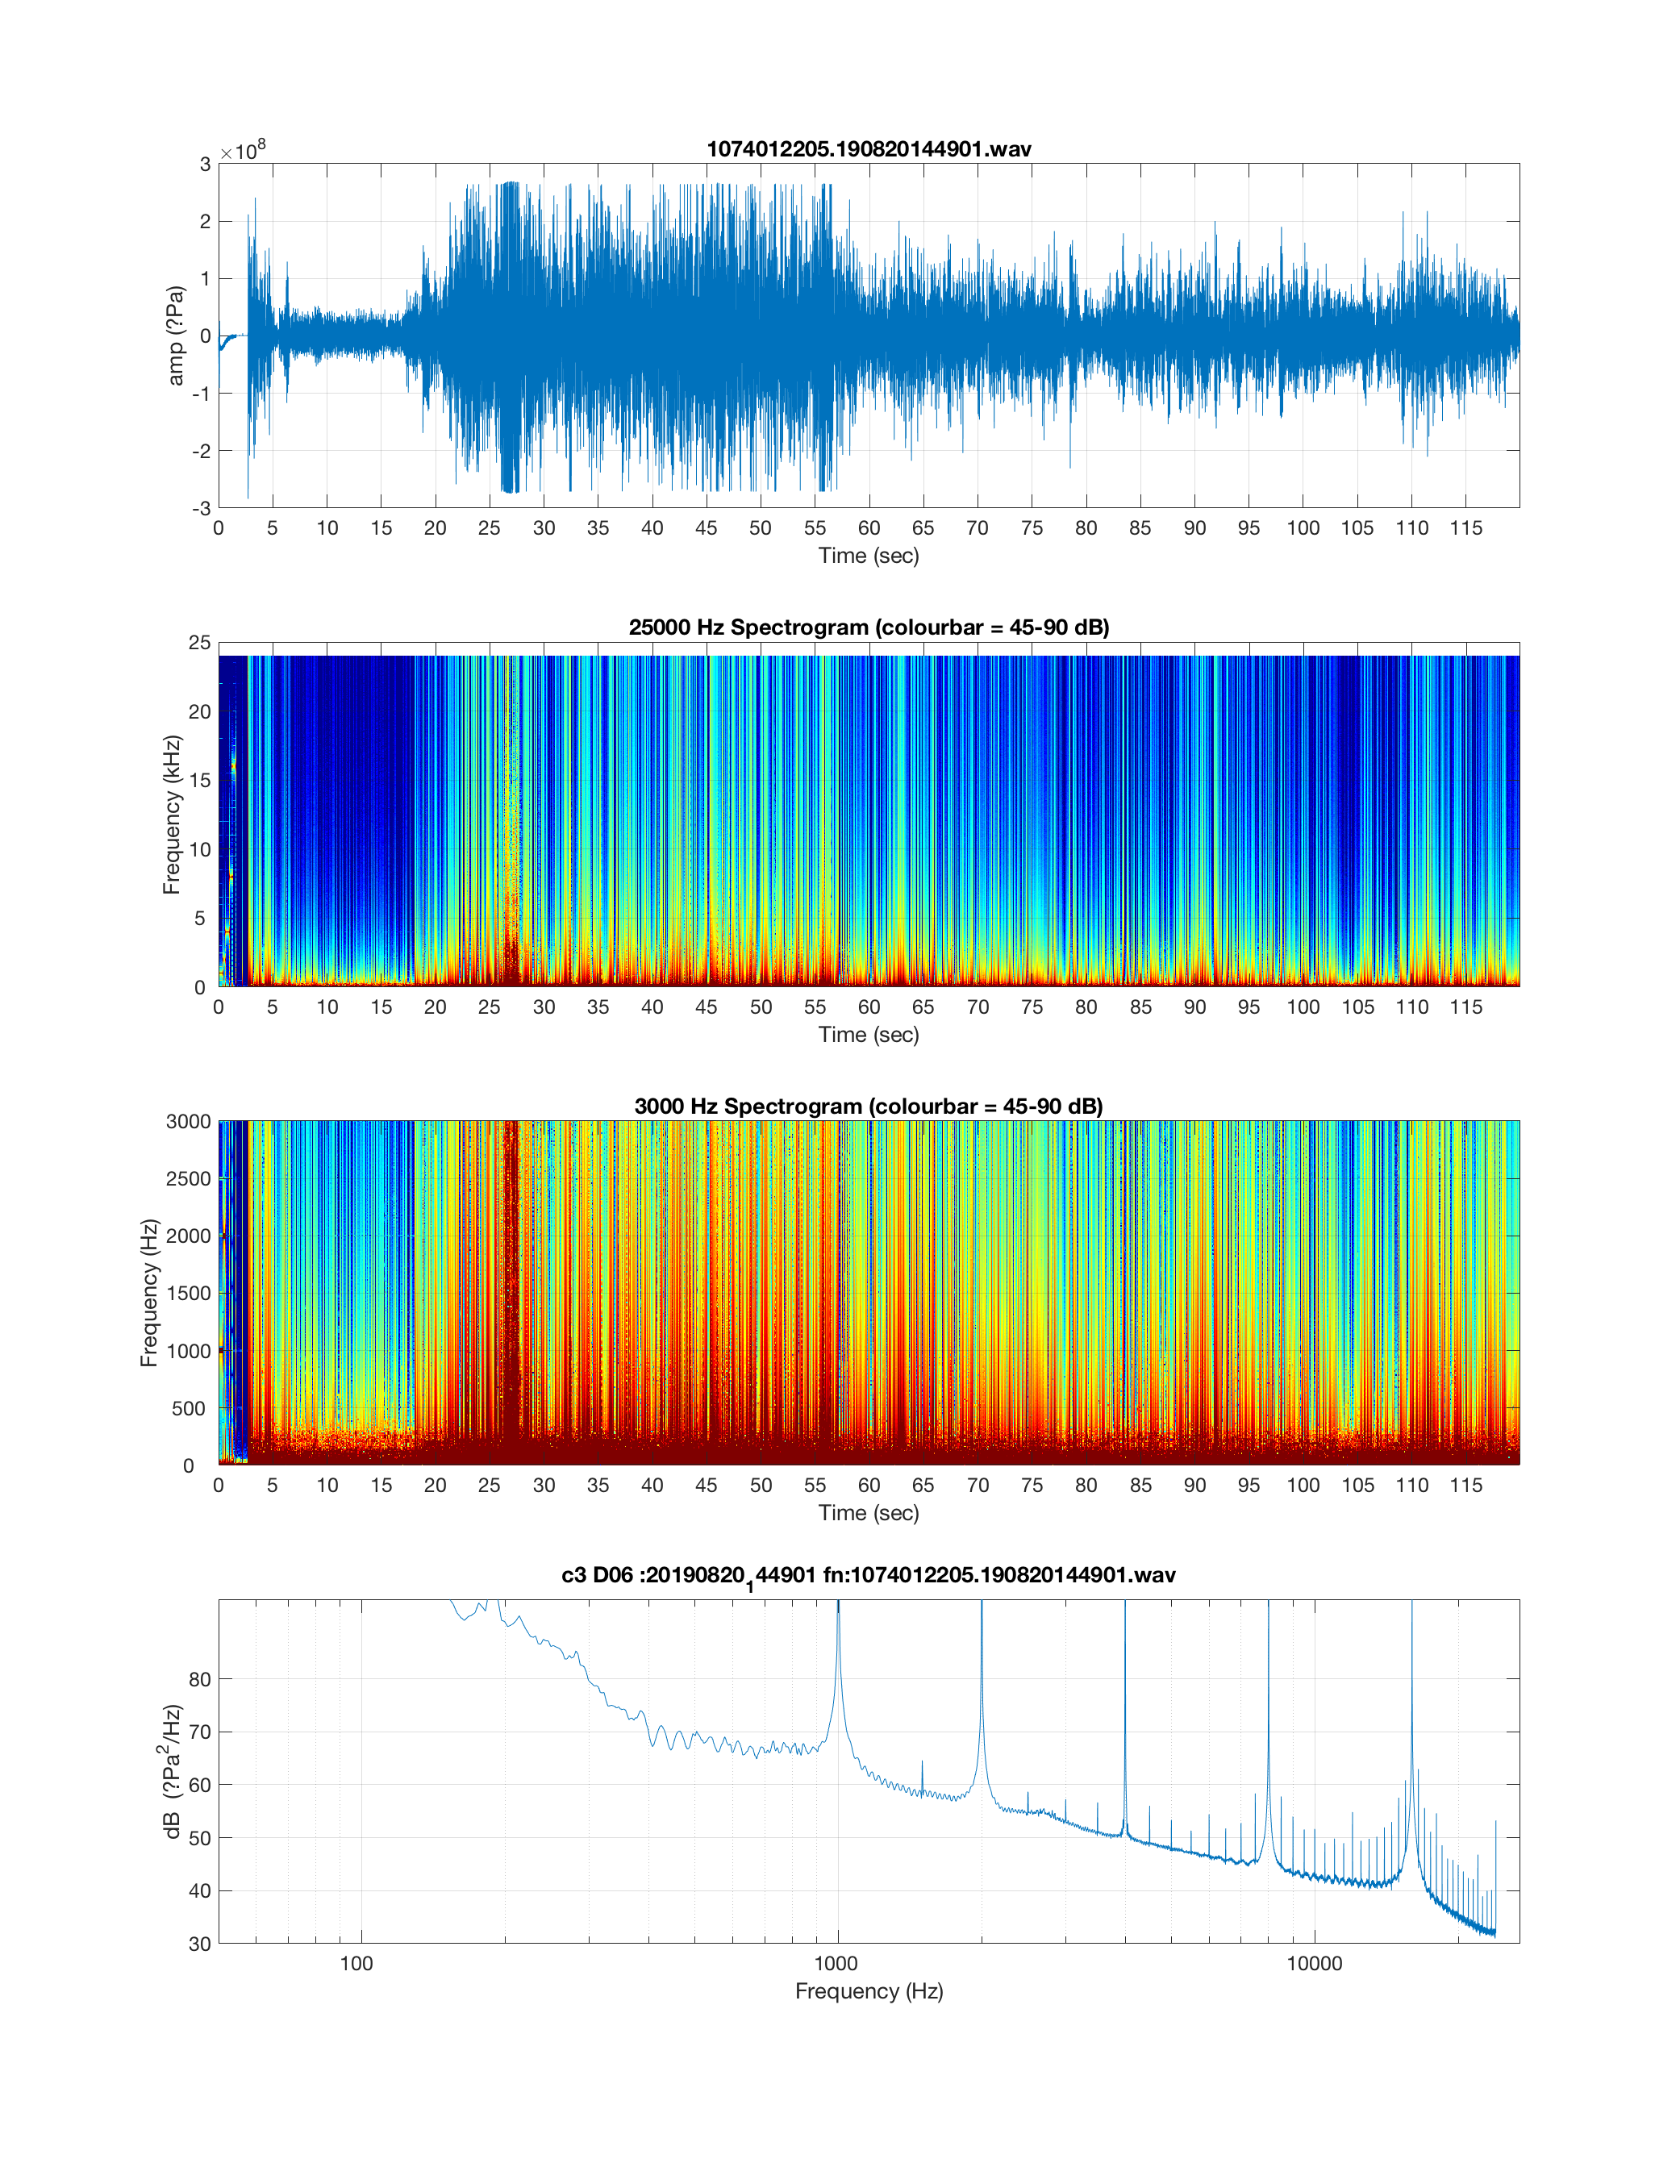 1074012205.190820144901.wav
×10⁸
3
2
1
0
-1
-2
-3
amp (?Pa)
0 5 10 15 20 25 30 35 40 45 50 55 60 65 70 75 80 85 90 95 100 105 110 115
Time (sec)
25000 Hz Spectrogram (colourbar = 45-90 dB)
25
20
15
10
5
0
Frequency (kHz)
0 5 10 15 20 25 30 35 40 45 50 55 60 65 70 75 80 85 90 95 100 105 110 115
Time (sec)
3000 Hz Spectrogram (colourbar = 45-90 dB)
3000
2500
2000
1500
1000
500
0
Frequency (Hz)
0 5 10 15 20 25 30 35 40 45 50 55 60 65 70 75 80 85 90 95 100 105 110 115
Time (sec)
c3 D06 :20190820₁44901 fn:1074012205.190820144901.wav
80
70
60
50
40
30
dB (?Pa²/Hz)
100 1000 10000
Frequency (Hz)